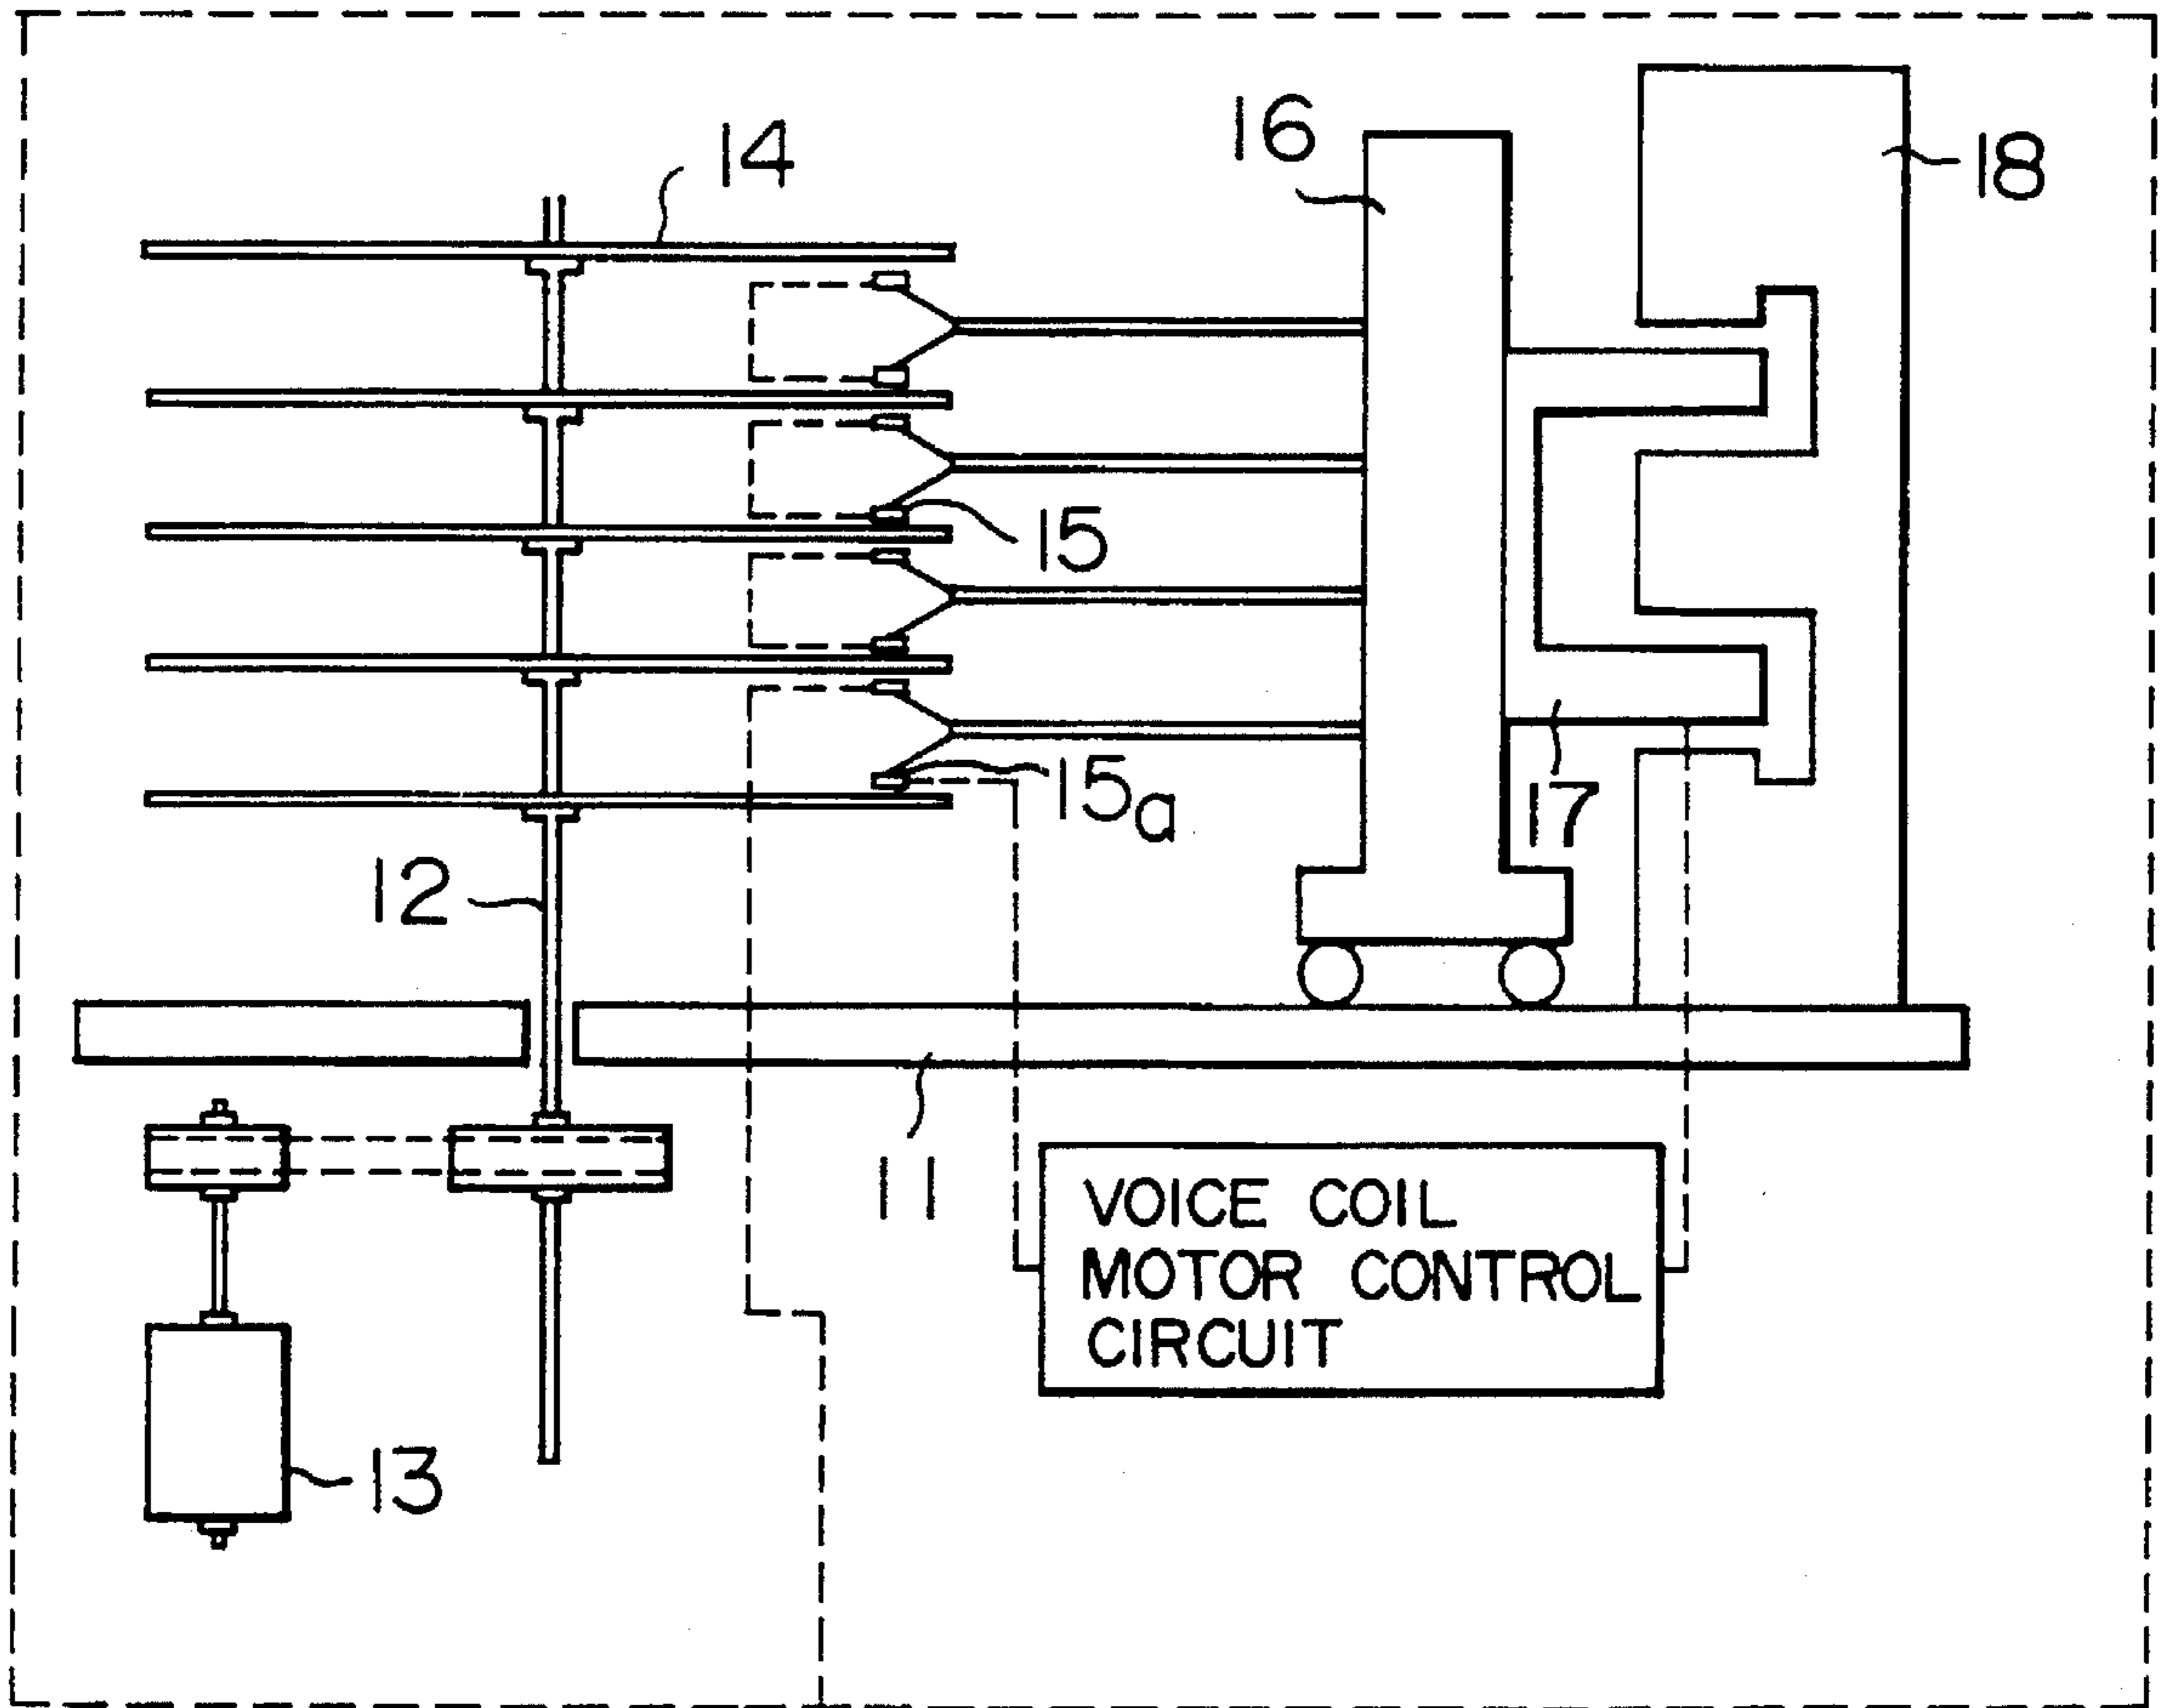 14
16
18
15
15a
17
12
11
VOICE COIL
MOTOR CONTROL
CIRCUIT
13